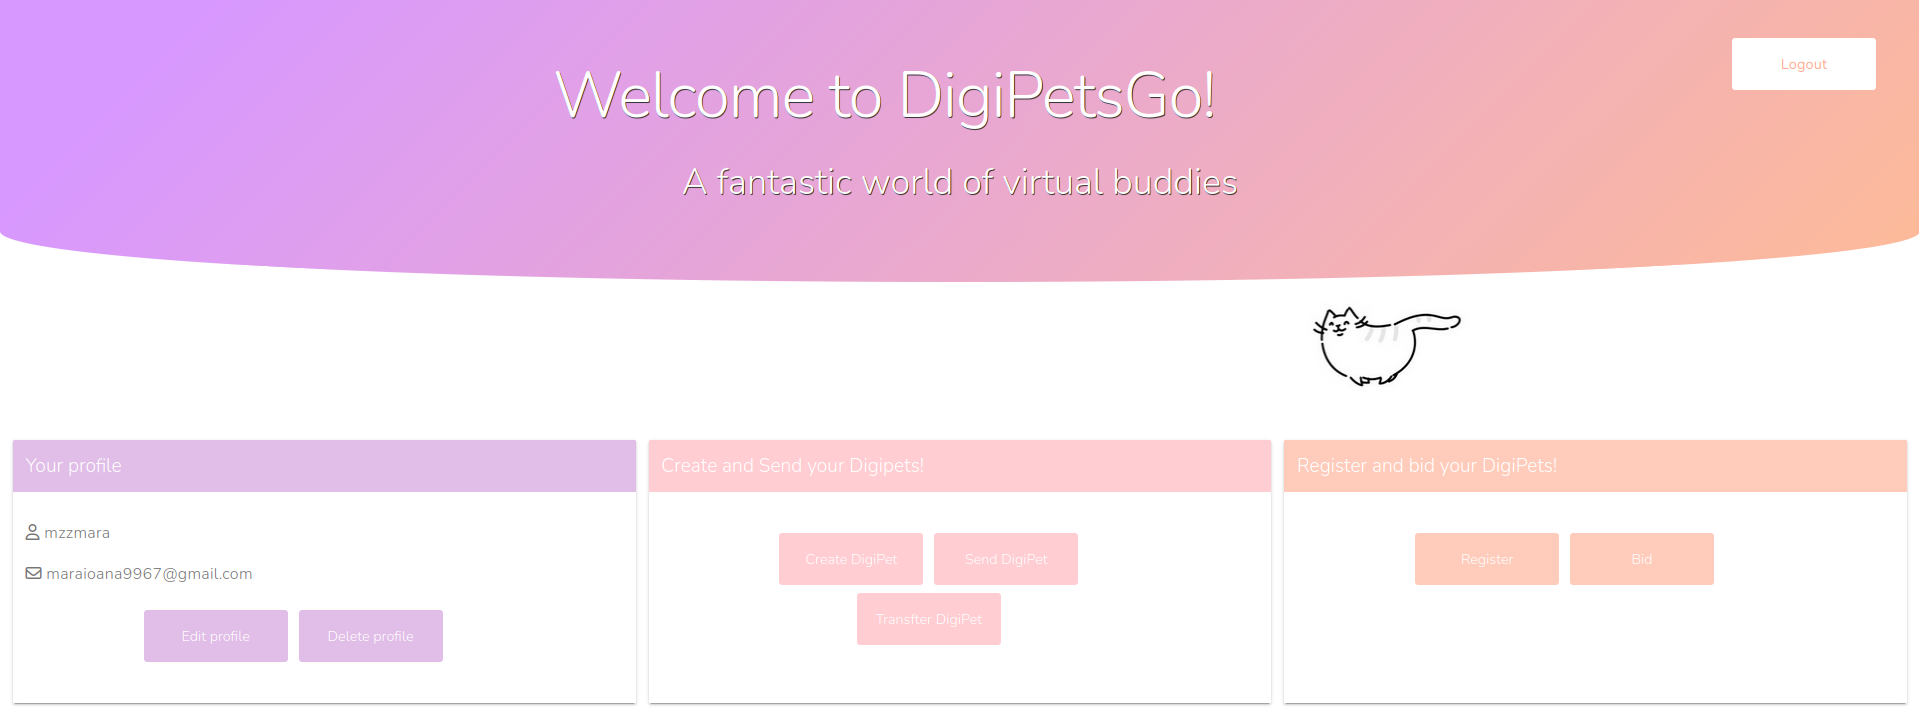 Logout
Welcome to DigiPetsGo!
A fantastic world of virtual buddies
Your profile
mzzmara
maraioana9967@gmail.com
Edit profile
Delete profile
Create and Send your Digipets!
Create DigiPet
Send DigiPet
Transfter DigiPet
Register and bid your DigiPets!
Register
Bid